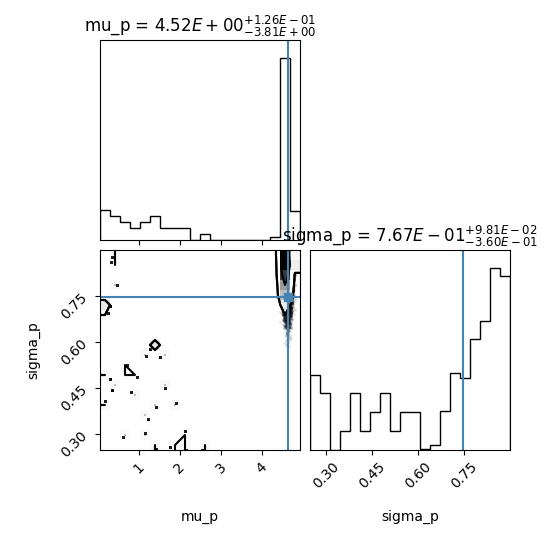 mu_p = 4.52E+00+1.26E−01
−3.81E+00
sigma_p = 7.67E−01+9.81E−02
−3.60E−01
sigma_p
0.75
0.60
0.45
0.30
1 2 3 4
0.30 0.45 0.60 0.75
mu_p sigma_p